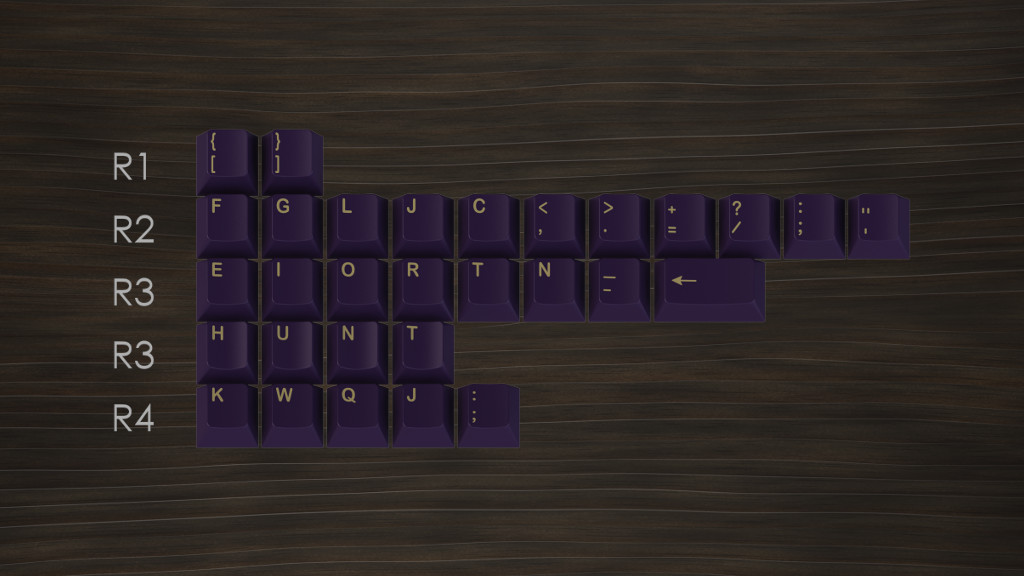 R1 { [ } ]
R2 F G L J C < , > . + = ? / : ; " '
R3 E I O R T N _ - ←
R3 H U N T
R4 K W Q J : ;